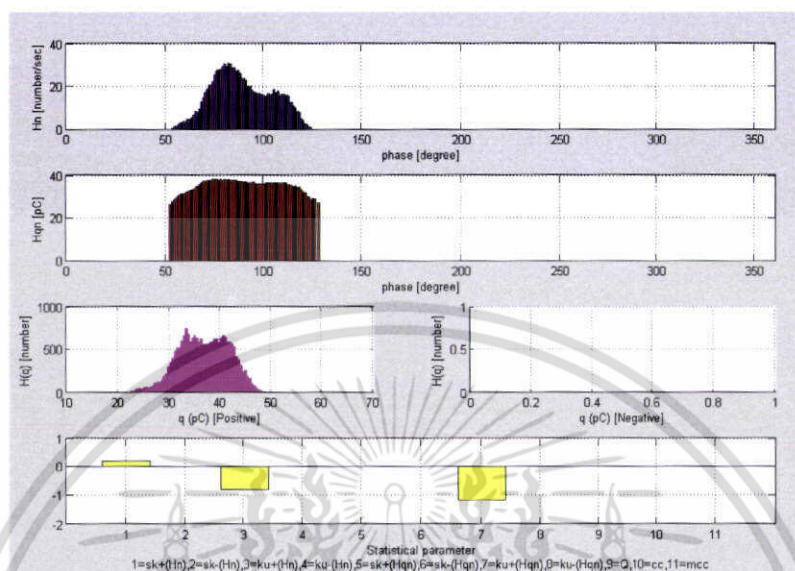 40
20
0
Hn [number/sec]
0 50 100 150 200 250 300 350
phase [degree]
40
20
0
Hqn [pC]
0 50 100 150 200 250 300 350
phase [degree]
1000
500
0
H(q) [number]
10 20 30 40 50 60 70
q (pC) [Positive]
1
0.5
0
H(q) [number]
0 0.2 0.4 0.6 0.8 1
q (pC) [Negative]
1
0
-1
-2
1 2 3 4 5 6 7 8 9 10 11
Statistical parameter
1=sk+(Hn),2=sk-(Hn),3=ku+(Hn),4=ku-(Hn),5=sk+(Hqn),6=sk-(Hqn),7=ku+(Hqn),8=ku-(Hqn),9=Q,10=cc,11=mcc